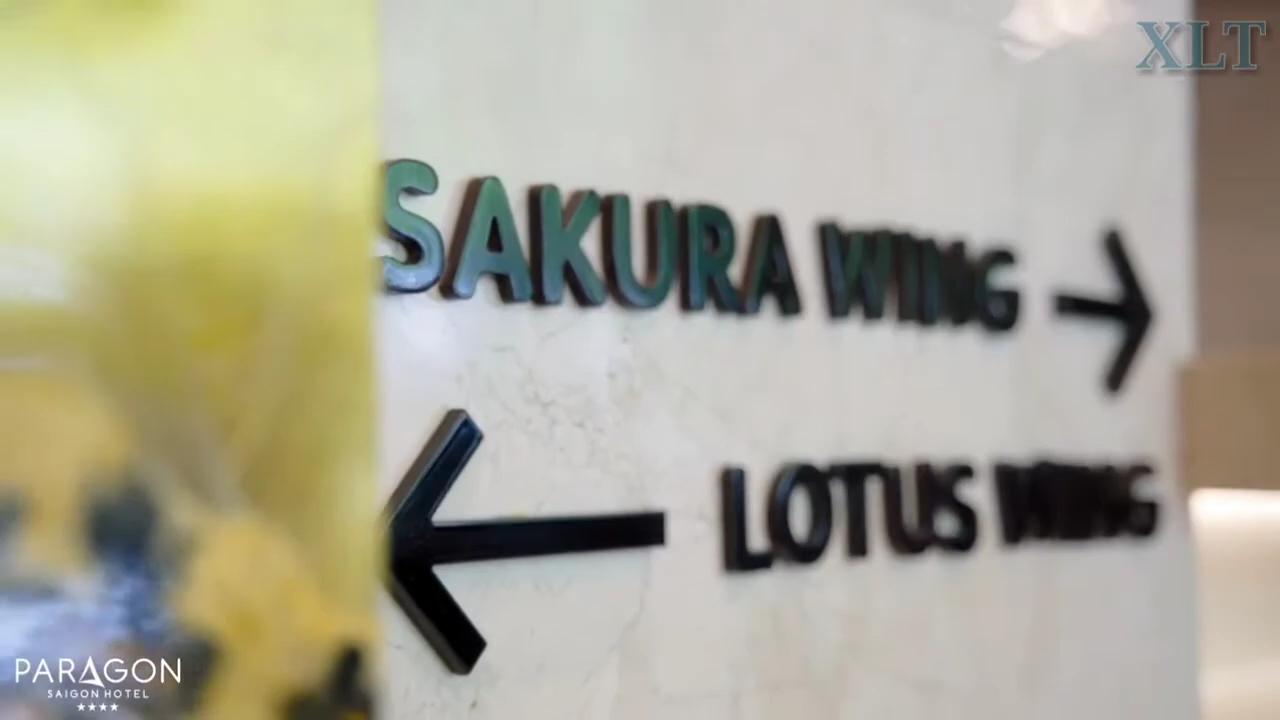 XLT
SAKURA WING →
← LOTUS WING
PARAGON
SAIGON HOTEL
★★★★